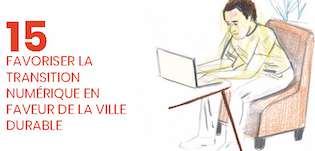 15
FAVORISER LA
TRANSITION
NUMÉRIQUE EN
FAVEUR DE LA VILLE
DURABLE